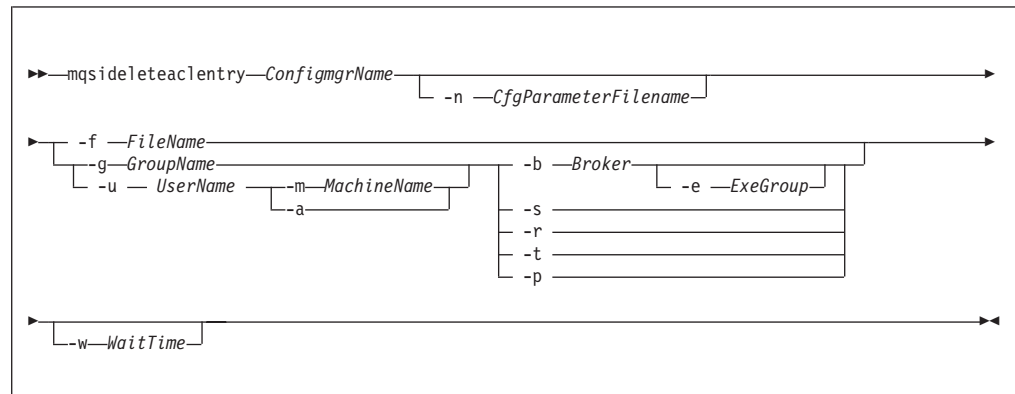 mqsideleteaclentry ConfigmgrName
-n CfgParameterFilename
-f FileName
-g GroupName -b Broker
-u UserName -m MachineName -e ExeGroup
-a -s
-r
-t
-p
-w WaitTime